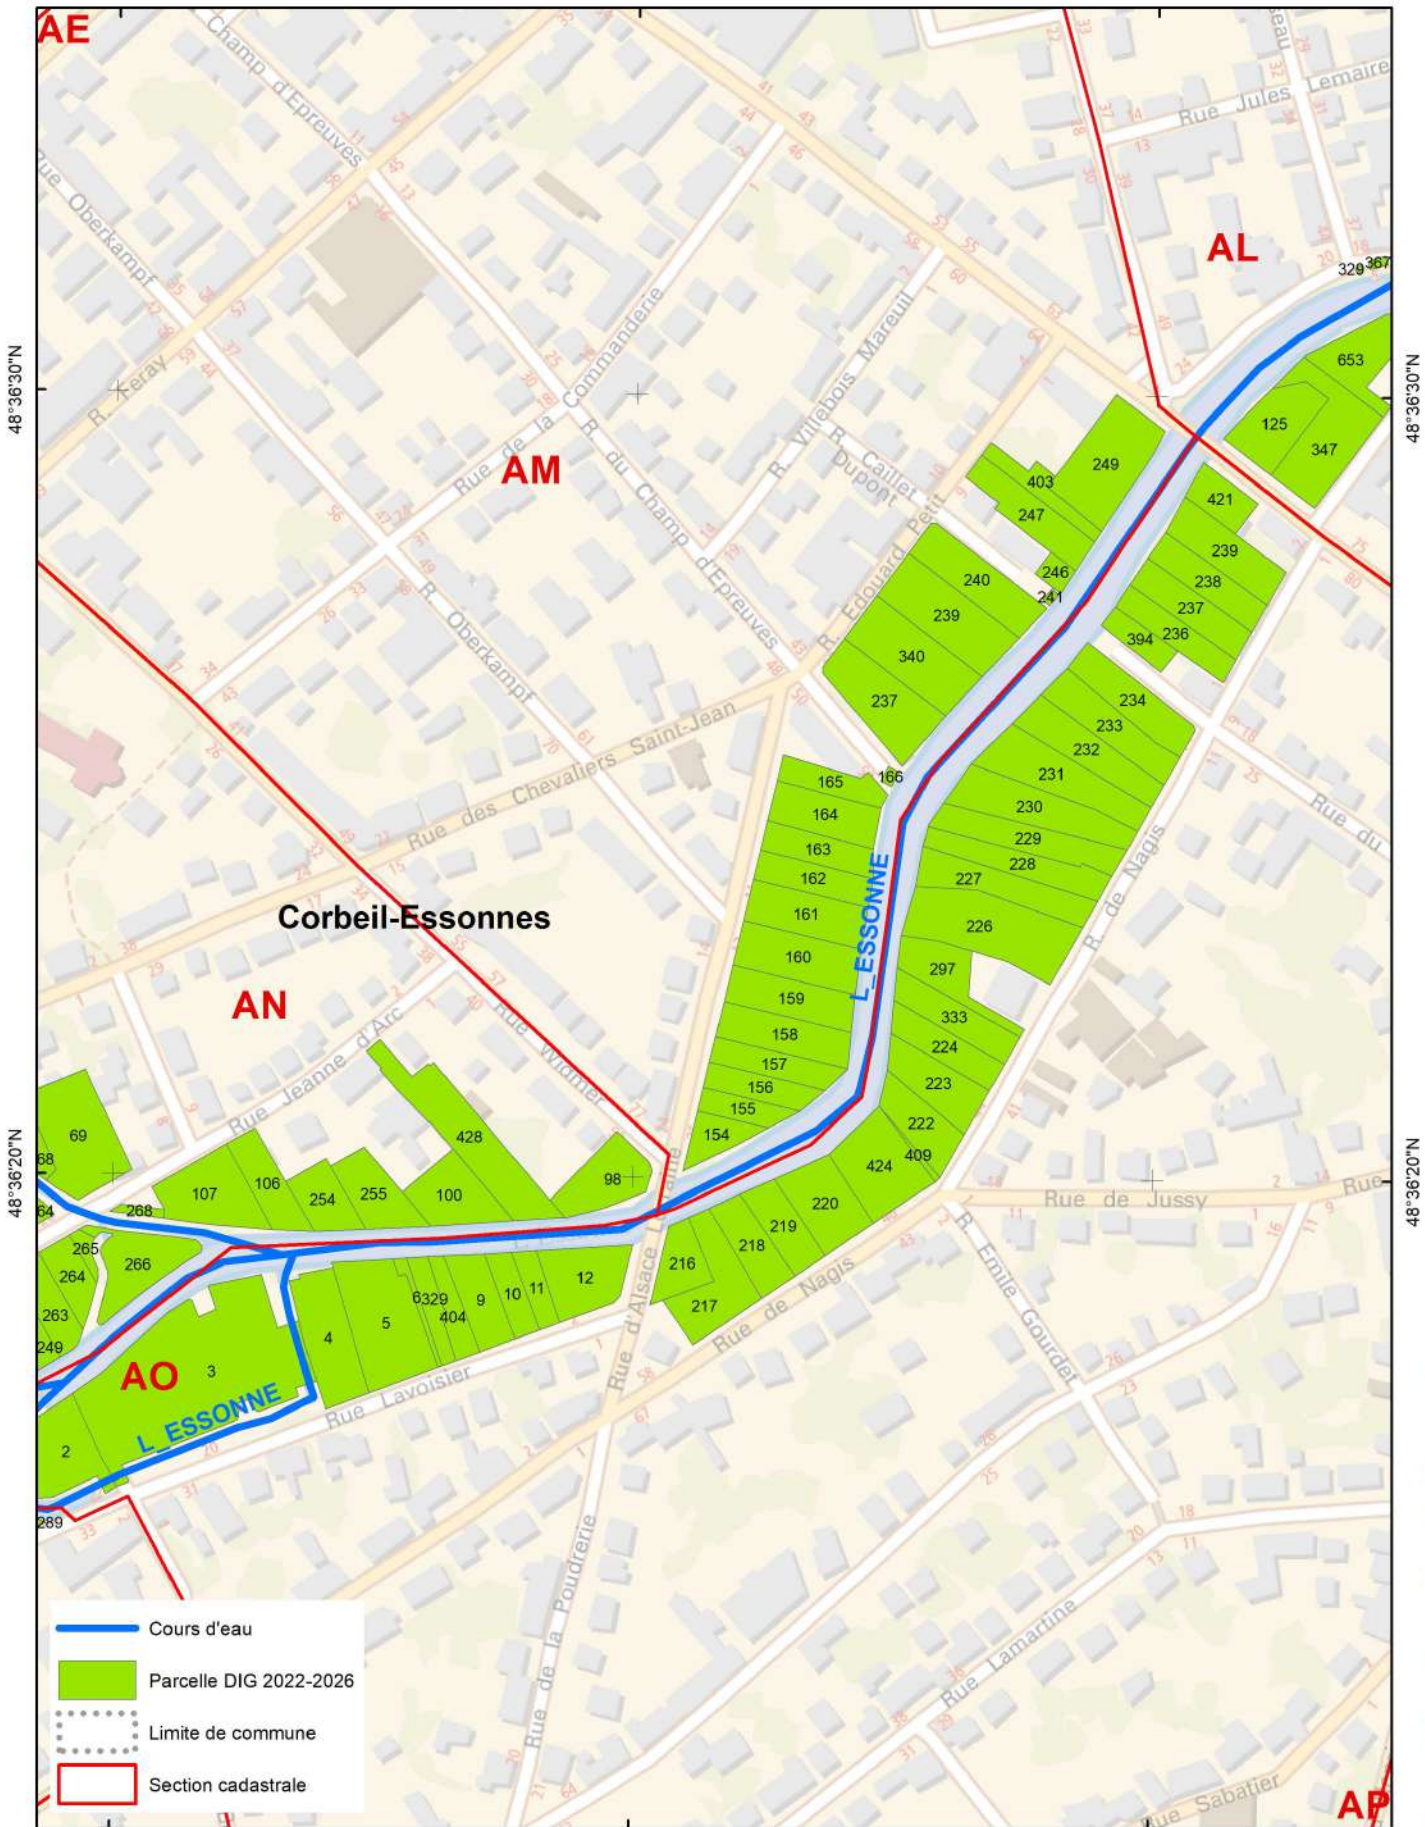 AE
Champ d'Epreuves
Rue Oberkampf
R. Feray
Rue Jules Lemaire
AL
329
367
653
125
347
48°36'30"N
48°36'30"N
Rue de la Commanderie
AM
R. Villebois Mareuil
R. Caillet
Dupont
R. du Champ d'Epreuves
R. Oberkampf
R. Edouard Petit
249
403
247
246
241
421
239
238
237
236
394
240
239
340
237
234
233
232
231
230
229
228
227
226
Rue des Chevaliers Saint-Jean
165
166
164
163
162
161
160
159
158
157
156
155
154
L_ESSONNE
Rue du
R. de Nagis
Corbeil-Essonnes
AN
Rue Widmer
Rue Jeanne d'Arc
297
333
224
223
222
409
424
220
219
218
216
217
69
68
64
48°36'20"N
48°36'20"N
428
98
107
106
254
255
100
268
265
264
266
263
249
Rue d'Alsace Lorraine
Rue de Jussy
Rue
R. Emile Gourdet
Rue de Nagis
12
11
10
9
404
329
6
5
4
3
2
AO
L_ESSONNE
Rue Lavoisier
289
Rue de la Poudrerie
Rue Lamartine
Rue Sabatier
AP
Cours d'eau
Parcelle DIG 2022-2026
Limite de commune
Section cadastrale